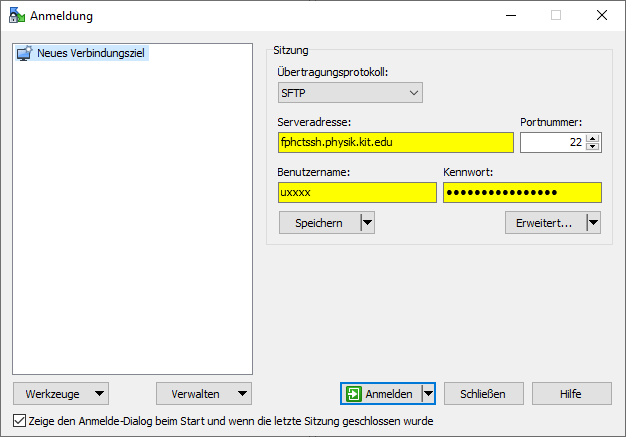 Anmeldung
Neues Verbindungsziel
Sitzung
Übertragungsprotokoll:
SFTP
Serveradresse:
Portnummer:
fphctssh.physik.kit.edu
22
Benutzername:
Kennwort:
uxxxx
••••••••••••••••
Speichern
Erweitert...
Werkzeuge
Verwalten
Anmelden
Schließen
Hilfe
Zeige den Anmelde-Dialog beim Start und wenn die letzte Sitzung geschlossen wurde